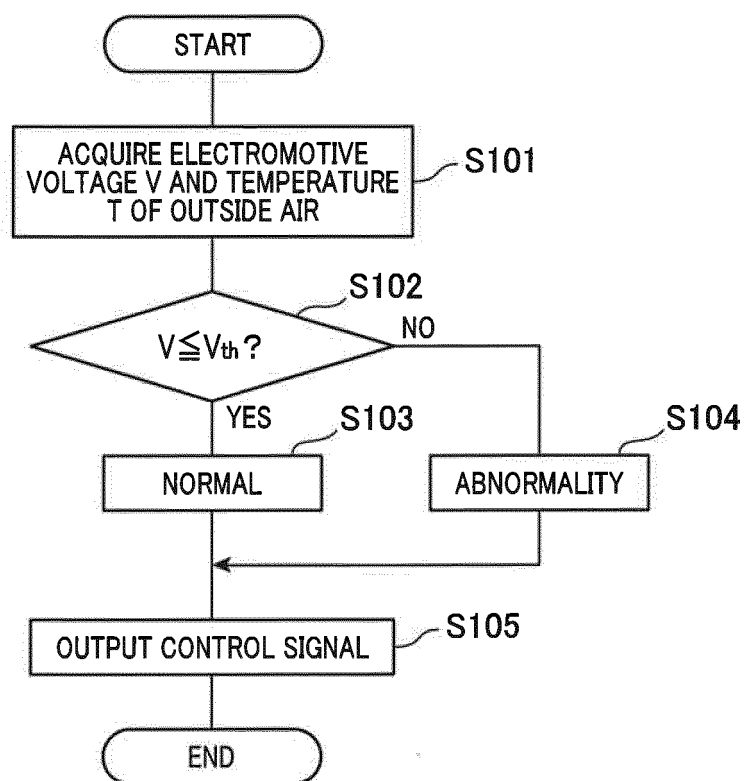 START
ACQUIRE ELECTROMOTIVE
VOLTAGE V AND TEMPERATURE
T OF OUTSIDE AIR
S101
S102
V≦Vth?
NO
YES
S103
S104
NORMAL
ABNORMALITY
OUTPUT CONTROL SIGNAL
S105
END